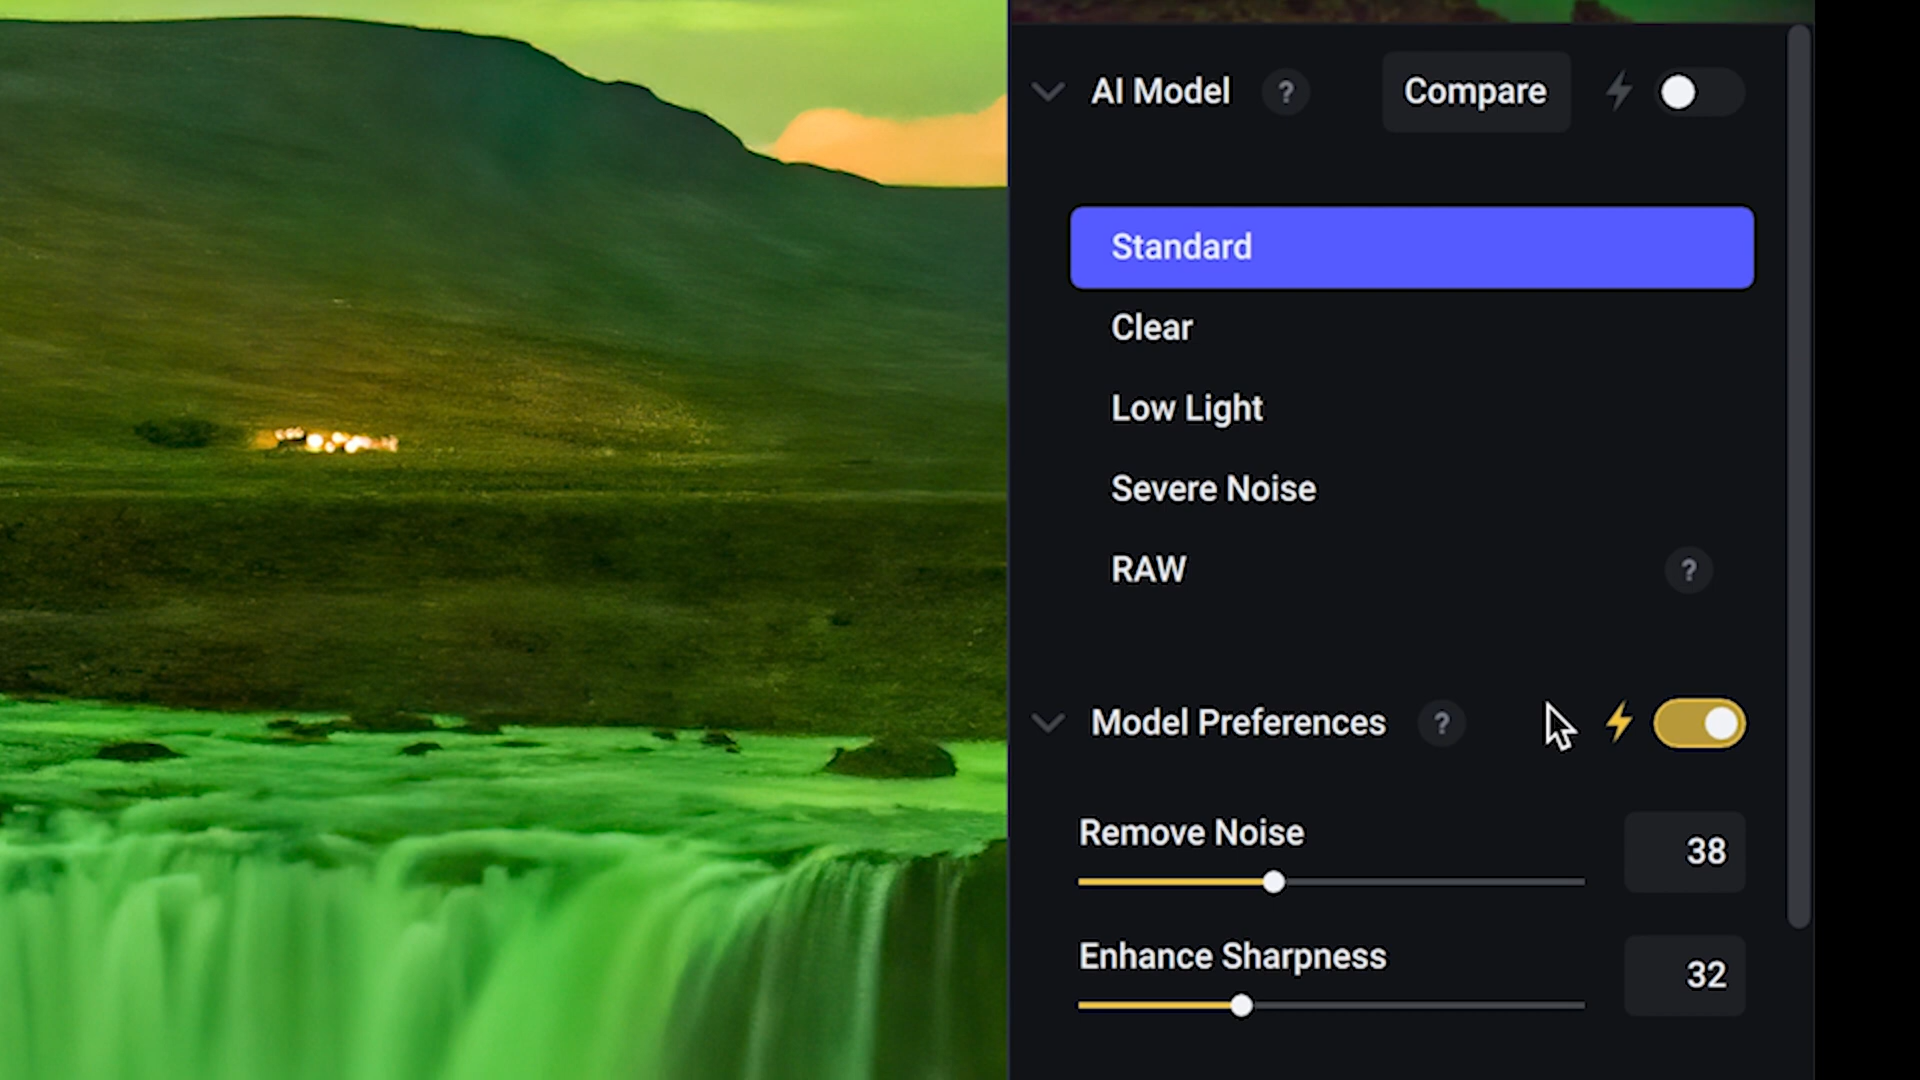 AI Model ? Compare
Standard
Clear
Low Light
Severe Noise
RAW ?
Model Preferences ?
Remove Noise 38
Enhance Sharpness 32